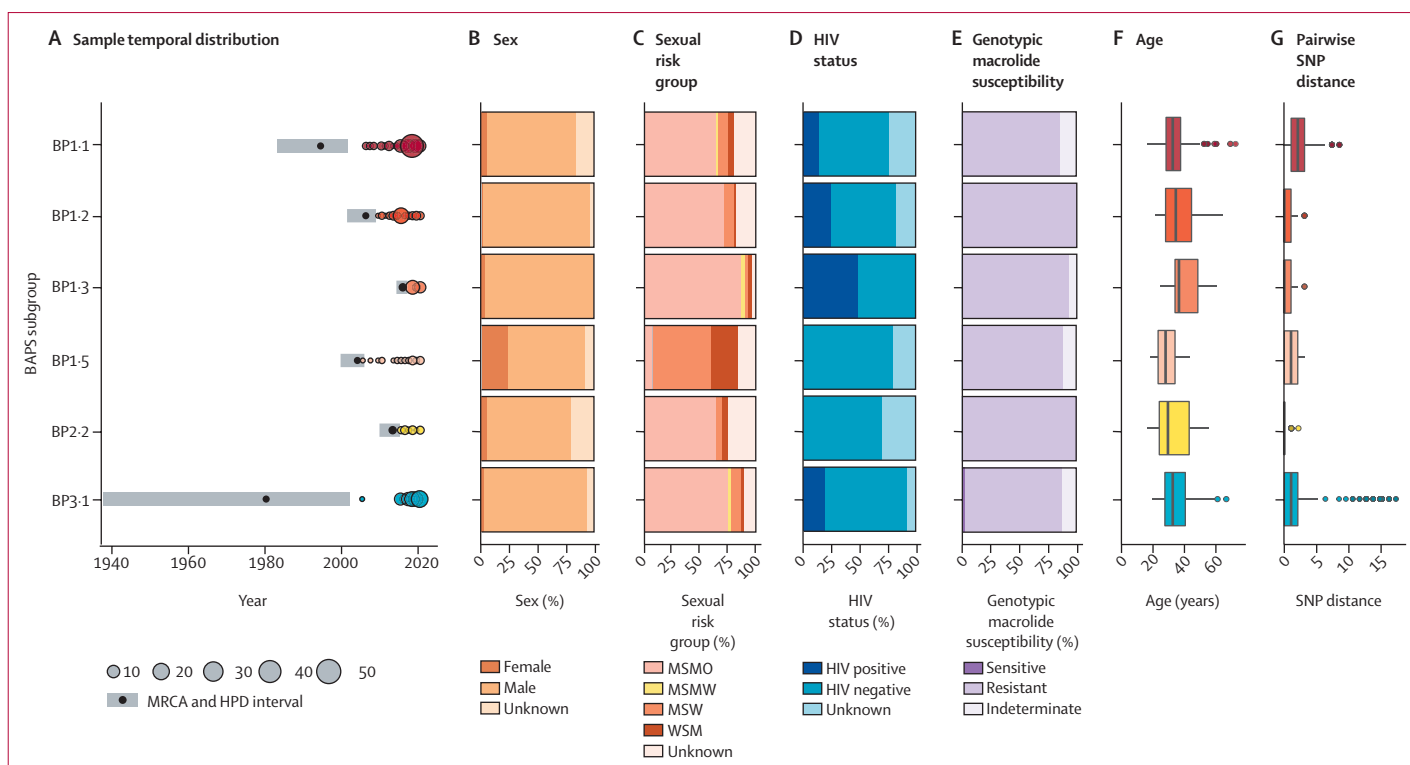 A Sample temporal distribution
B Sex
C Sexual
risk
group
D HIV
status
E Genotypic
macrolide
susceptibility
F Age
G Pairwise
SNP
distance
BAPS subgroup
BP1·1
BP1·2
BP1·3
BP1·5
BP2·2
BP3·1
1940 1960 1980 2000 2020
Year
0 25 50 75 100
Sex (%)
0 25 50 75 100
Sexual
risk
group (%)
0 25 50 75 100
HIV
status (%)
0 25 50 75 100
Genotypic
macrolide
susceptibility (%)
0 20 40 60
Age (years)
0 5 10 15
SNP distance
10 20 30 40 50
MRCA and HPD interval
Female
Male
Unknown
MSMO
MSMW
MSW
WSM
Unknown
HIV positive
HIV negative
Unknown
Sensitive
Resistant
Indeterminate